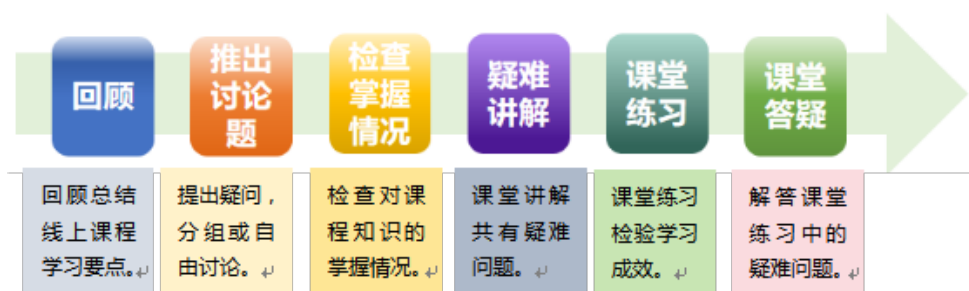 回顾
推出
讨论
题
检查
掌握
情况
疑难
讲解
课堂
练习
课堂
答疑
回顾总结
线上课程
学习要点。
提出疑问，
分组或自
由讨论。
检查对课
程知识的
掌握情况。
课堂讲解
共有疑难
问题。
课堂练习
检验学习
成效。
解答课堂
练习中的
疑难问题。